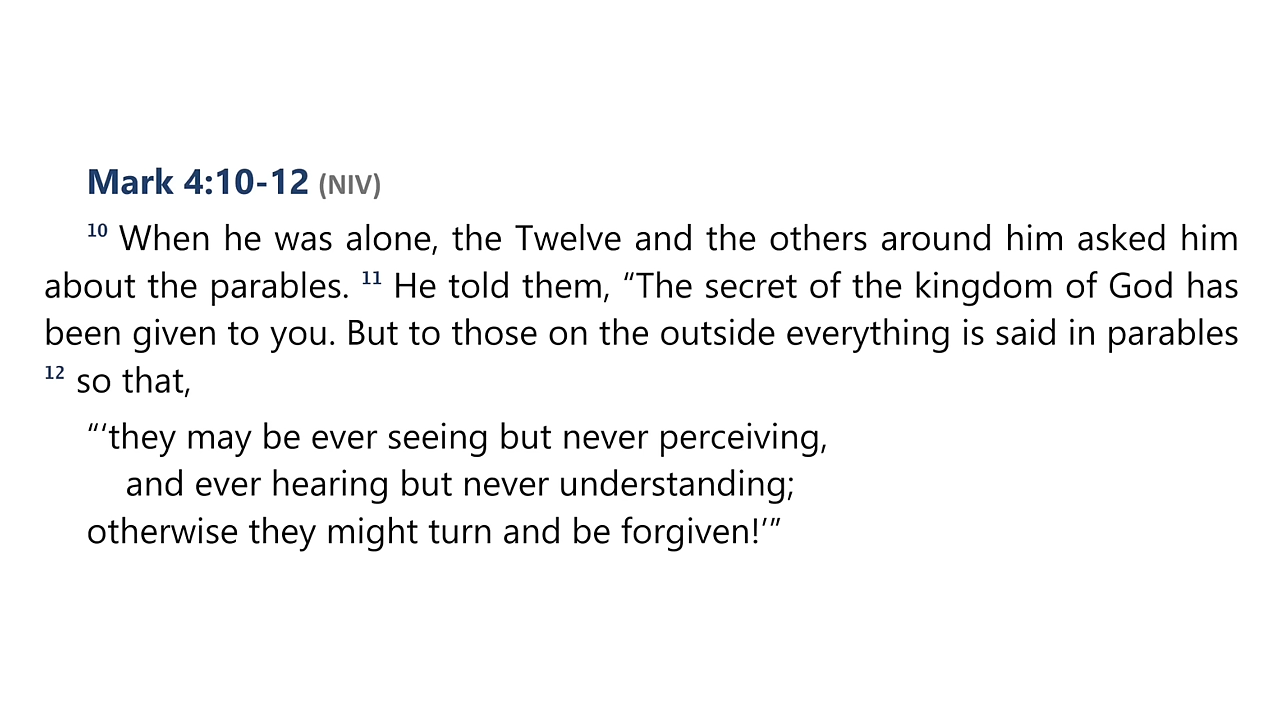 Mark 4:10-12 (NIV)
10 When he was alone, the Twelve and the others around him asked him
about the parables. 11 He told them, “The secret of the kingdom of God has
been given to you. But to those on the outside everything is said in parables
12 so that,
“‘they may be ever seeing but never perceiving,
and ever hearing but never understanding;
otherwise they might turn and be forgiven!’”